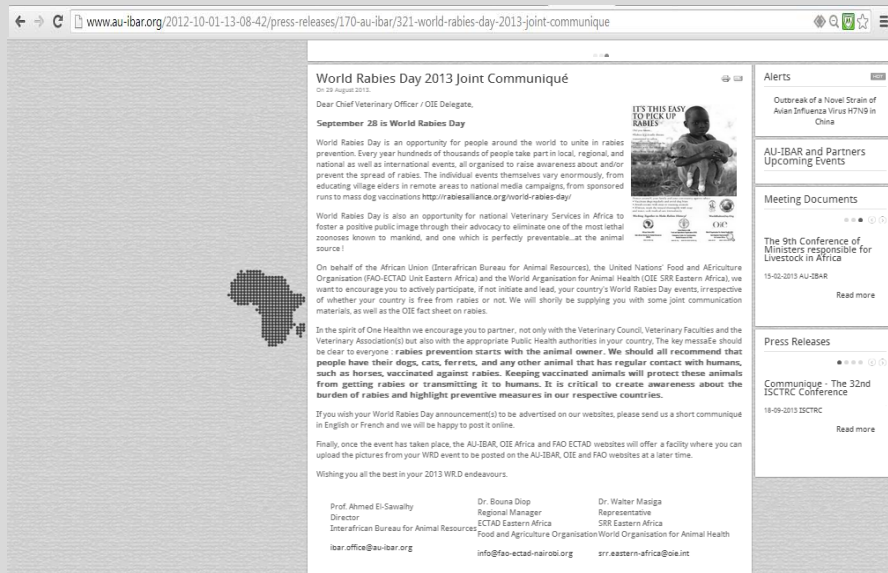 www.au-ibar.org/2012-10-01-13-08-42/press-releases/170-au-ibar/321-world-rabies-day-2013-joint-communique
World Rabies Day 2013 Joint Communiqué
On 29 August 2013.
Dear Chief Veterinary Officer / OIE Delegate,
September 28 is World Rabies Day
World Rabies Day is an opportunity for people around the world to unite in rabies
prevention. Every year hundreds of thousands of people take part in local, regional, and
national as well as international events, all organised to raise awareness about and/or
prevent the spread of rabies. The individual events themselves vary enormously, from
educating village elders in remote areas to national media campaigns, from sponsored
runs to mass dog vaccinations http://rabiesalliance.org/world-rabies-day/
World Rabies Day is also an opportunity for national Veterinary Services in Africa to
foster a positive public image through their advocacy to eliminate one of the most lethal
zoonoses known to mankind, and one which is perfectly preventable...at the animal
source !
IT'S THIS EASY
TO PICK UP
RABIES
OIE
On behalf of the African Union (Interafrican Bureau for Animal Resources), the United Nations' Food and AEriculture
Organisation (FAO-ECTAD Unit Eastern Africa) and the World Arganisation for Animal Health (OIE SRR Eastern Africa), we
want to encourage you to actively participate, if not initiate and lead, your country's World Rabies Day events, irrespective
of whether your country is free from rabies or not. We will shorily be supplying you with some joint communication
materials, as well as the OIE fact sheet on rabies.
In the spirit of One Healthn we encourage you to partner, not only with the Veterinary Council, Veterinary Faculties and the
Veterinary Association(s) but also with the appropriate Public Health authorities in your country, The key messaEe should
be clear to everyone : rabies prevention starts with the animal owner. We should all recommend that
people have their dogs, cats, ferrets, and any other animal that has regular contact with humans,
such as horses, vaccinated against rabies. Keeping vaccinated animals will protect these animals
from getting rabies or transmitting it to humans. It is critical to create awareness about the
burden of rabies and highlight preventive measures in our respective countries.
If you wish your World Rabies Day announcement(s) to be advertised on our websites, please send us a short communiqué
in English or French and we will be happy to post it online.
Finally, once the event has taken place, the AU-IBAR, OIE Africa and FAO ECTAD websites will offer a facility where you can
upload the pictures from your WRD event to be posted on the AU-IBAR, OIE and FAO websites at a later time.
Wishing you all the best in your 2013 WR.D endeavours.
Prof. Ahmed El-Sawalhy
Director
Interafrican Bureau for Animal Resources
ibar.office@au-ibar.org
Dr. Bouna Diop
Regional Manager
ECTAD Eastern Africa
Food and Agriculture Organisation
info@fao-ectad-nairobi.org
Dr. Walter Masiga
Representative
SRR Eastern Africa
World Organisation for Animal Health
srr.eastern-africa@oie.int
Alerts
HOT
Outbreak of a Novel Strain of
Avian Influenza Virus H7N9 in
China
AU-IBAR and Partners
Upcoming Events
Meeting Documents
The 9th Conference of
Ministers responsible for
Livestock in Africa
15-02-2013 AU-IBAR
Read more
Press Releases
Communique - The 32nd
ISCTRC Conference
18-09-2013 ISCTRC
Read more